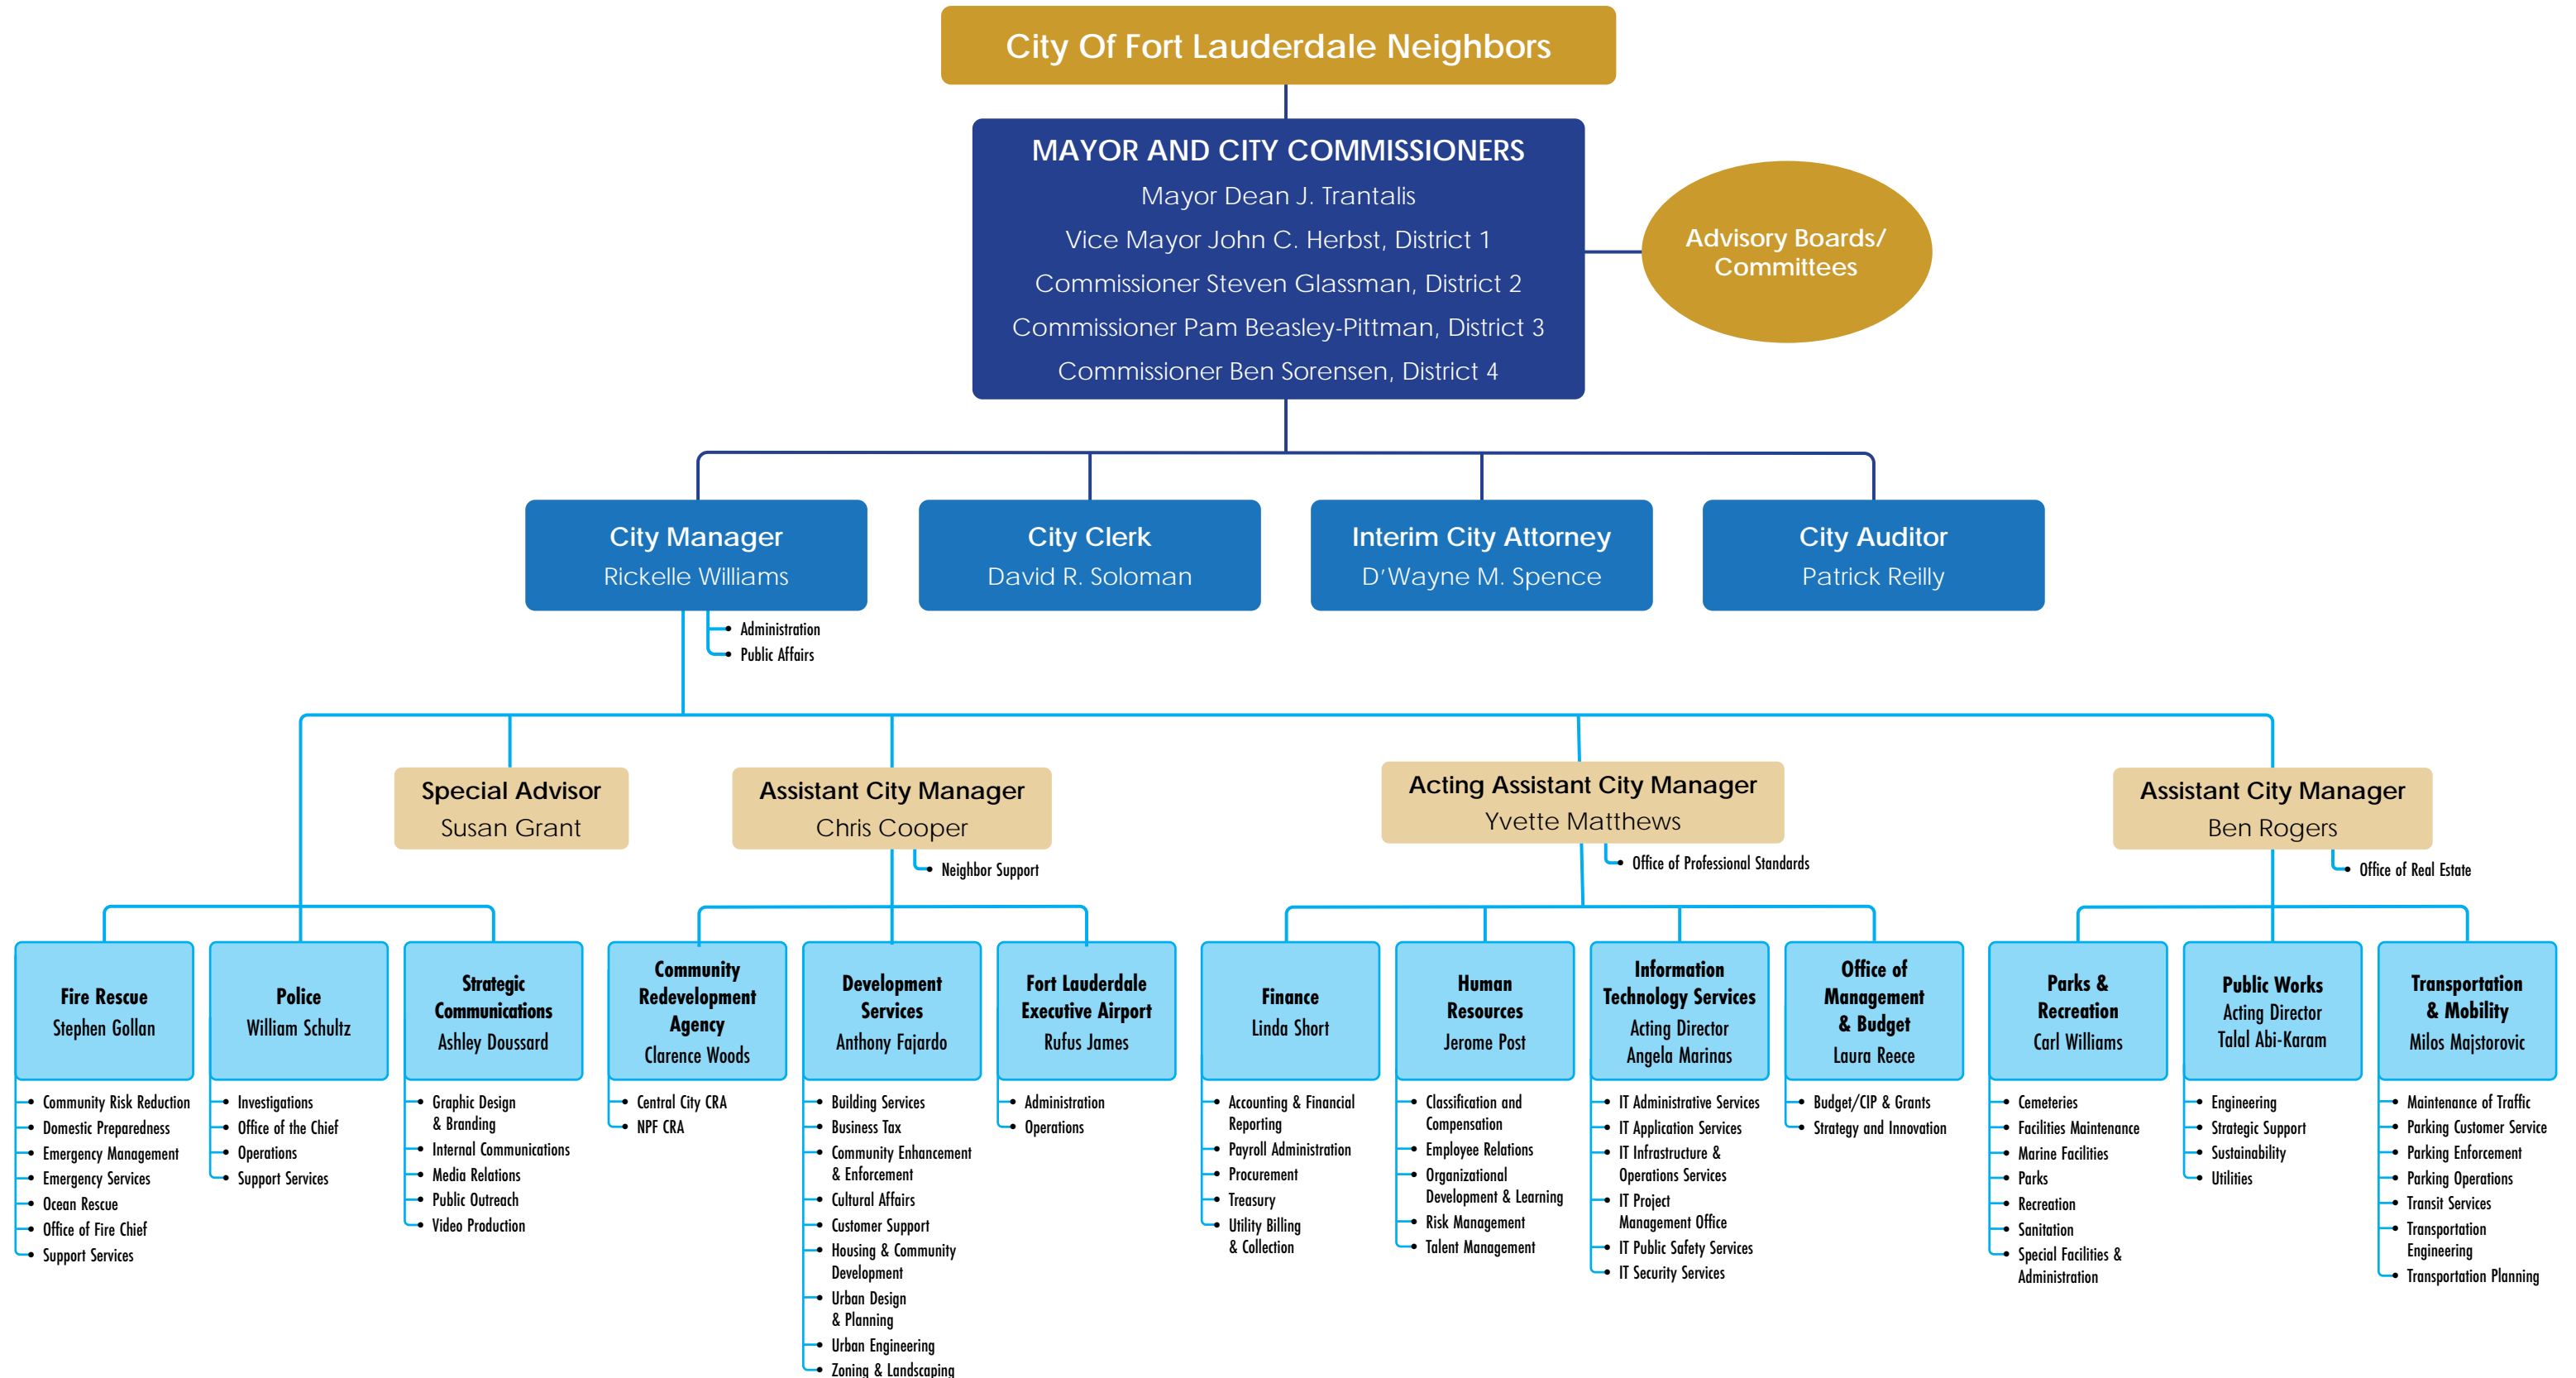 City Of Fort Lauderdale Neighbors
MAYOR AND CITY COMMISSIONERS
Mayor Dean J. Trantalis
Vice Mayor John C. Herbst, District 1
Commissioner Steven Glassman, District 2
Commissioner Pam Beasley-Pittman, District 3
Commissioner Ben Sorensen, District 4
Advisory Boards/
Committees
City Manager
Rickelle Williams
City Clerk
David R. Soloman
Interim City Attorney
D’Wayne M. Spence
City Auditor
Patrick Reilly
Administration
Public Affairs
Special Advisor
Susan Grant
Assistant City Manager
Chris Cooper
Neighbor Support
Acting Assistant City Manager
Yvette Matthews
Office of Professional Standards
Assistant City Manager
Ben Rogers
Office of Real Estate
Fire Rescue
Stephen Gollan
Community Risk Reduction
Domestic Preparedness
Emergency Management
Emergency Services
Ocean Rescue
Office of Fire Chief
Support Services
Police
William Schultz
Investigations
Office of the Chief
Operations
Support Services
Strategic
Communications
Ashley Doussard
Graphic Design
& Branding
Internal Communications
Media Relations
Public Outreach
Video Production
Community
Redevelopment
Agency
Clarence Woods
Central City CRA
NPF CRA
Development
Services
Anthony Fajardo
Building Services
Business Tax
Community Enhancement
& Enforcement
Cultural Affairs
Customer Support
Housing & Community
Development
Urban Design
& Planning
Urban Engineering
Zoning & Landscaping
Fort Lauderdale
Executive Airport
Rufus James
Administration
Operations
Finance
Linda Short
Accounting & Financial
Reporting
Payroll Administration
Procurement
Treasury
Utility Billing
& Collection
Human
Resources
Jerome Post
Classification and
Compensation
Employee Relations
Organizational
Development & Learning
Risk Management
Talent Management
Information
Technology Services
Acting Director
Angela Marinas
IT Administrative Services
IT Application Services
IT Infrastructure &
Operations Services
IT Project
Management Office
IT Public Safety Services
IT Security Services
Office of
Management
& Budget
Laura Reece
Budget/CIP & Grants
Strategy and Innovation
Parks &
Recreation
Carl Williams
Cemeteries
Facilities Maintenance
Marine Facilities
Parks
Recreation
Sanitation
Special Facilities &
Administration
Public Works
Acting Director
Talal Abi-Karam
Engineering
Strategic Support
Sustainability
Utilities
Transportation
& Mobility
Milos Majstorovic
Maintenance of Traffic
Parking Customer Service
Parking Enforcement
Parking Operations
Transit Services
Transportation
Engineering
Transportation Planning